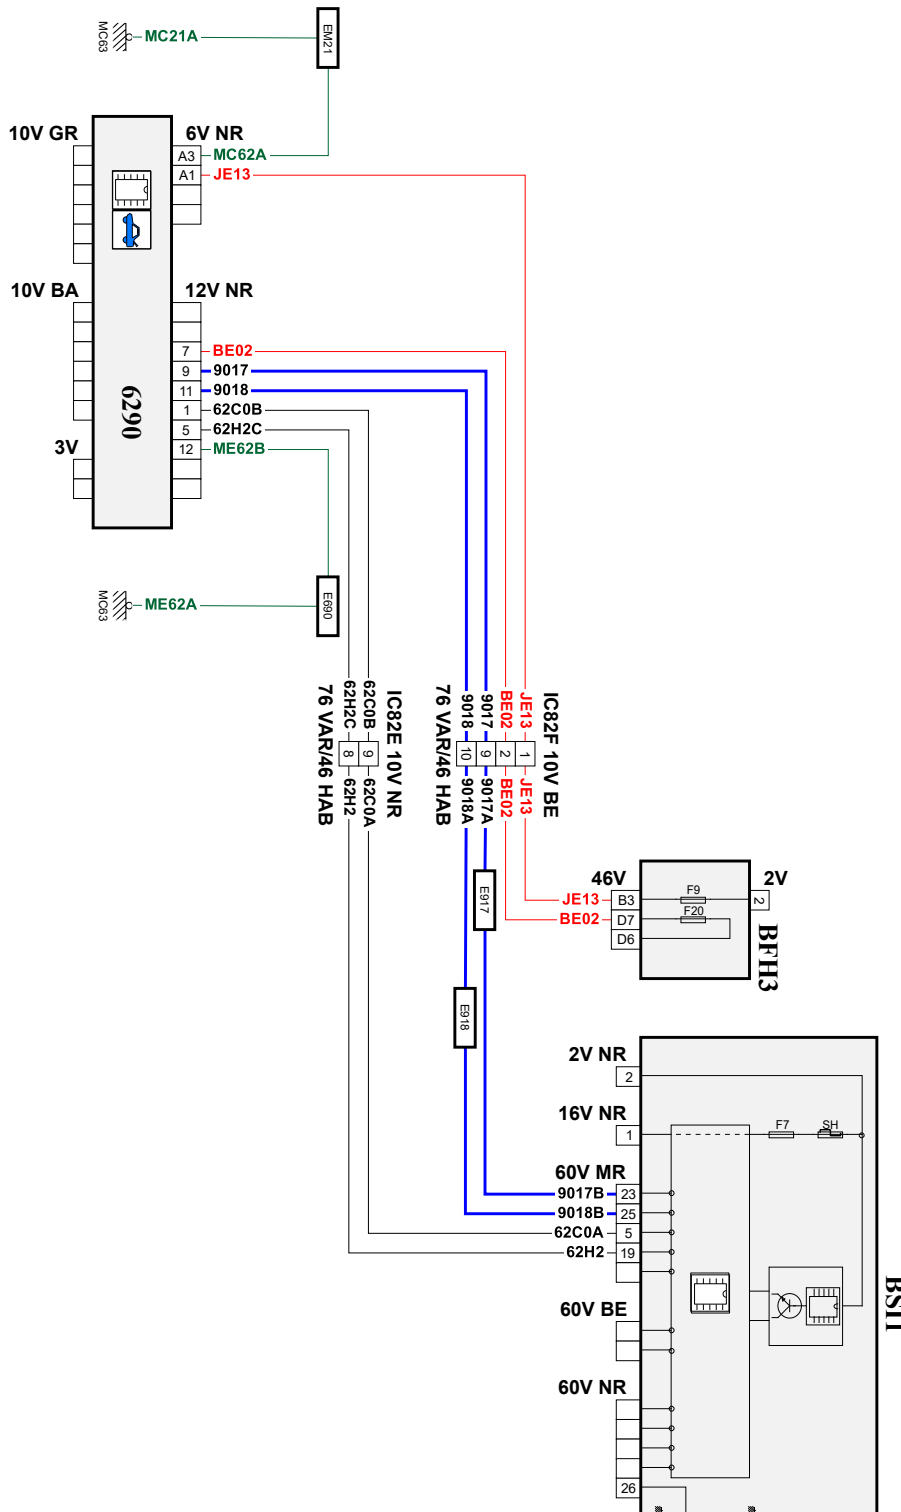 MC63
MC21A
EM21
10V GR
6V NR
A3
MC62A
A1
JE13
10V BA
12V NR
7
BE02
9
9017
11
9018
1
62C0B
5
62H2C
12
ME62B
3V
6290
MC63
ME62A
E690
62H2C
62C0B
8
9
62H2
62C0A
IC82E 10V NR
76 VAR/46 HAB
9018
9017
BE02
JE13
10
9
2
1
9018A
9017A
BE02
JE13
IC82F 10V BE
76 VAR/46 HAB
E917
E918
46V
2V
JE13
B3
F9
2
BE02
D7
F20
D6
BFH3
2V NR
2
16V NR
1
F7
SH
60V MR
9017B
23
9018B
25
62C0A
5
62H2
19
60V BE
60V NR
26
BSI1